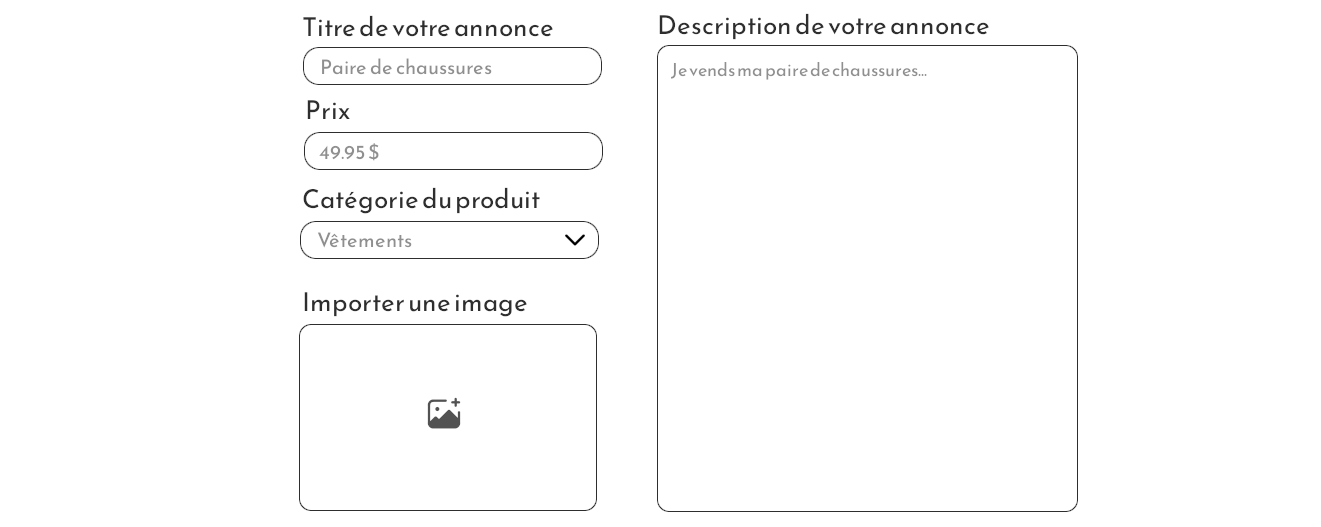 Titre de votre annonce
Paire de chaussures
Prix
49.95 $
Catégorie du produit
Vêtements
Importer une image
Description de votre annonce
Je vends ma paire de chaussures...